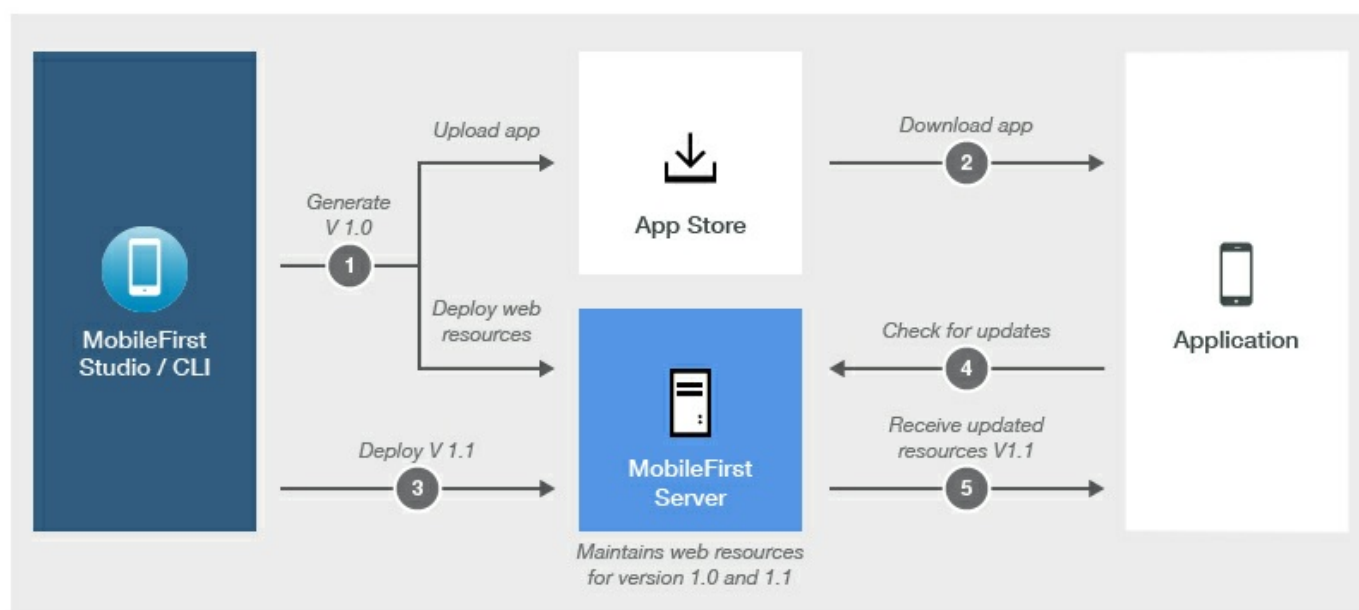 MobileFirst
Studio / CLI
Generate
V 1.0
1
Upload app
Deploy web
resources
Deploy V 1.1
3
App Store
MobileFirst
Server
Maintains web resources
for version 1.0 and 1.1
Download app
2
Check for updates
4
Receive updated
resources V1.1
5
Application